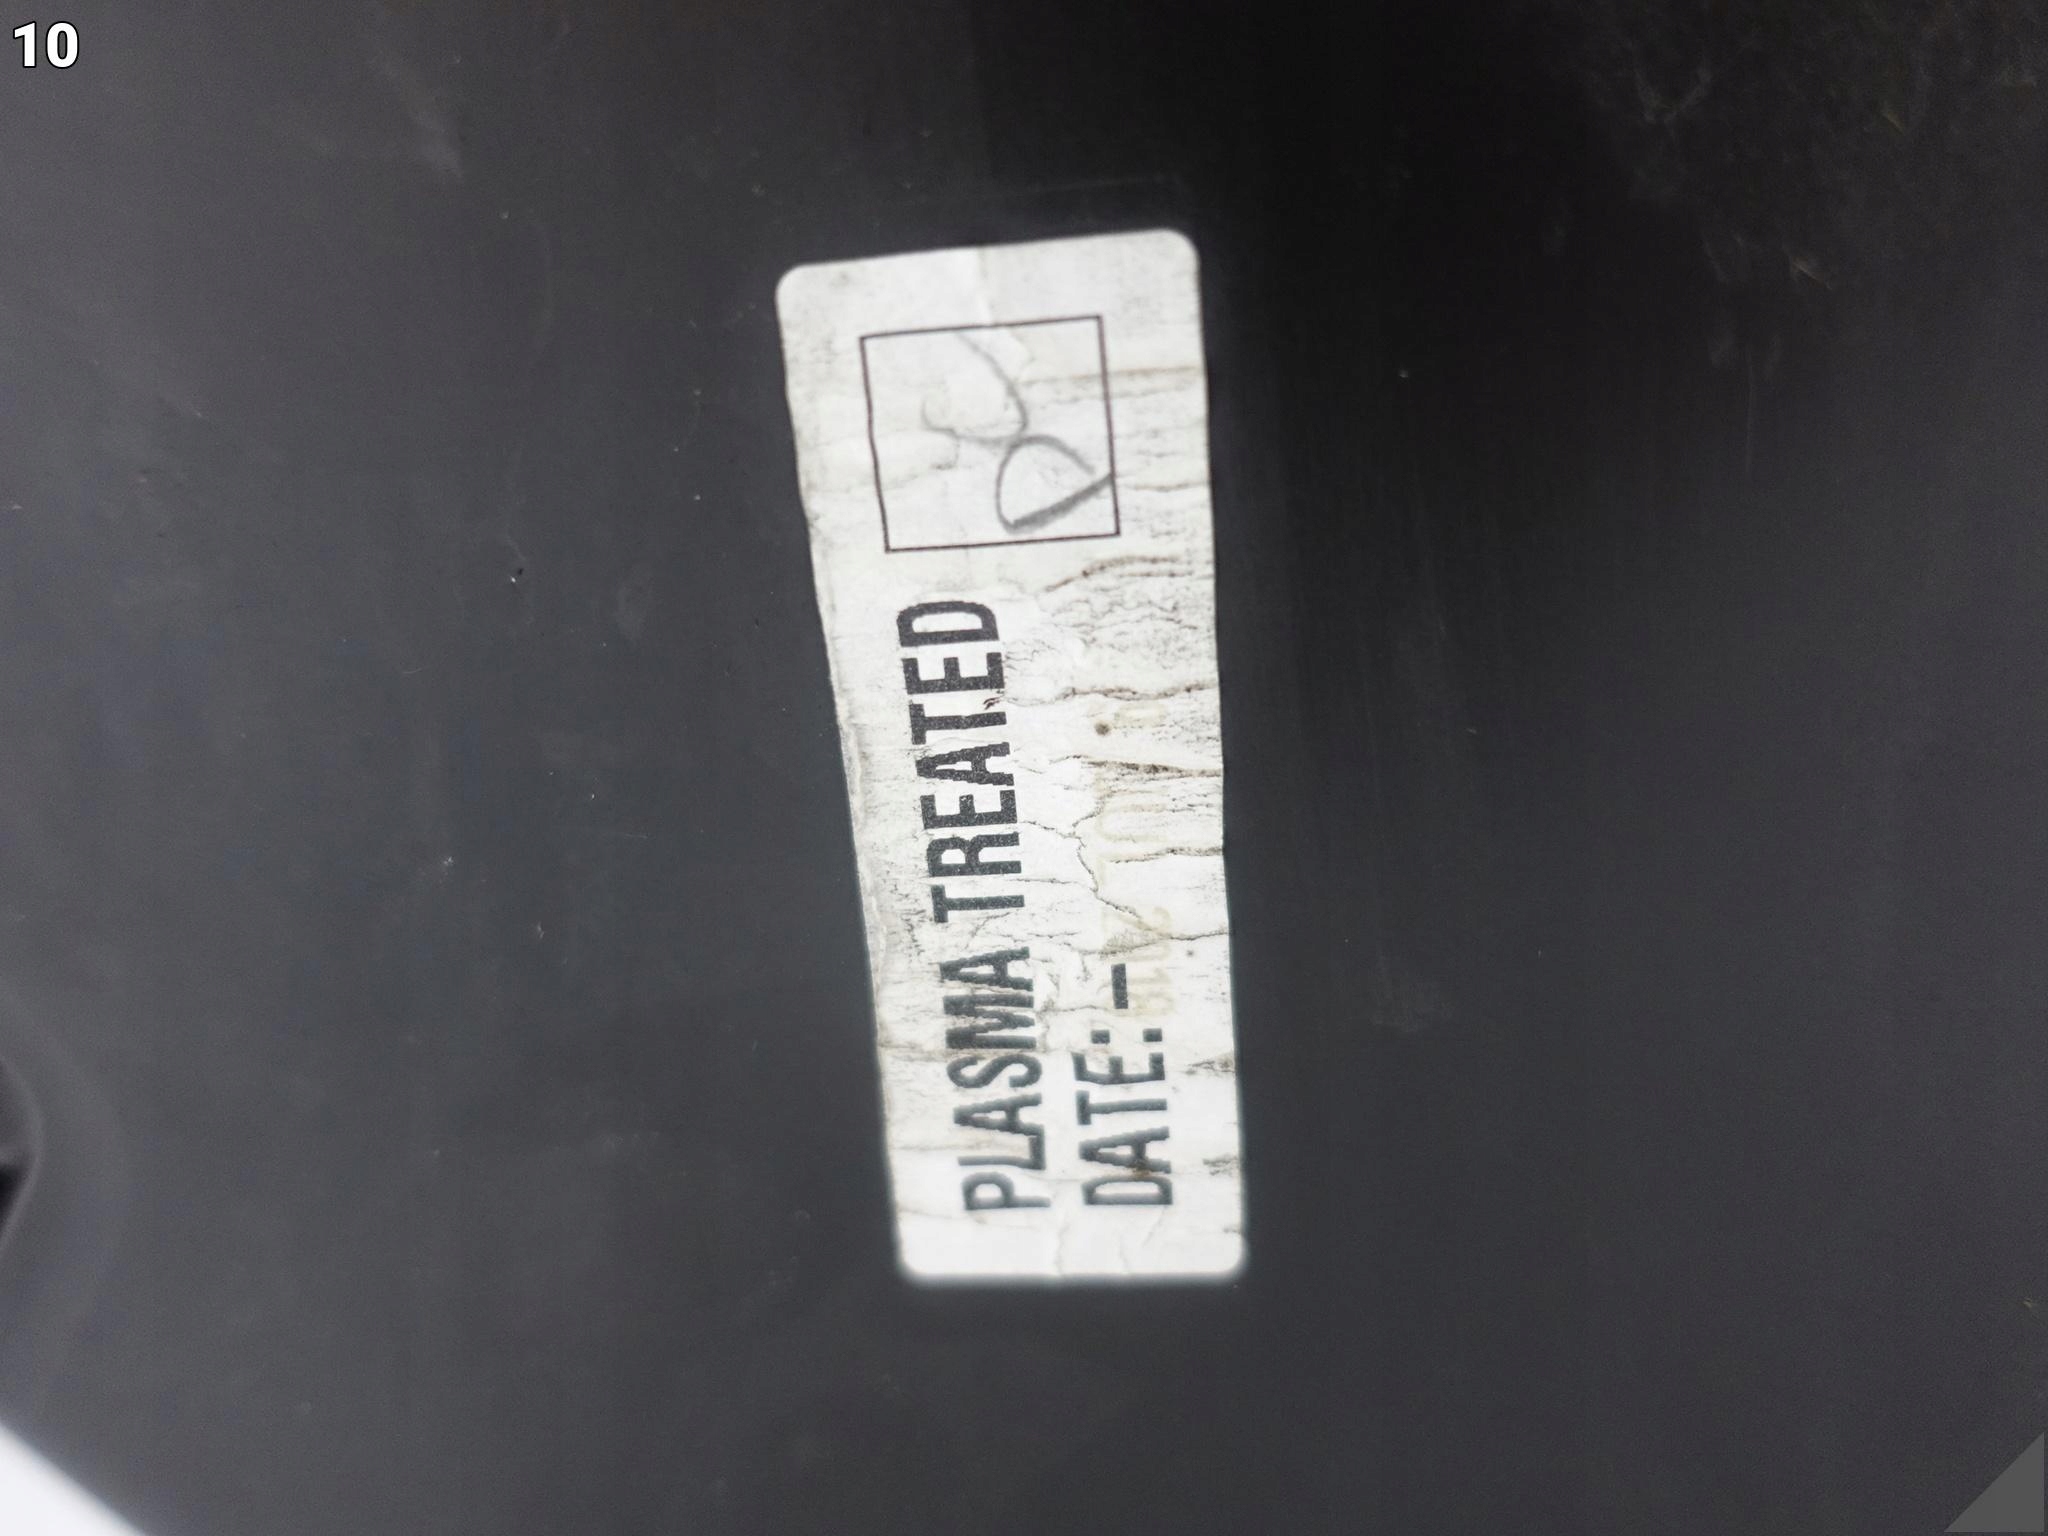 10
PLASMA TREATED
DATE:-